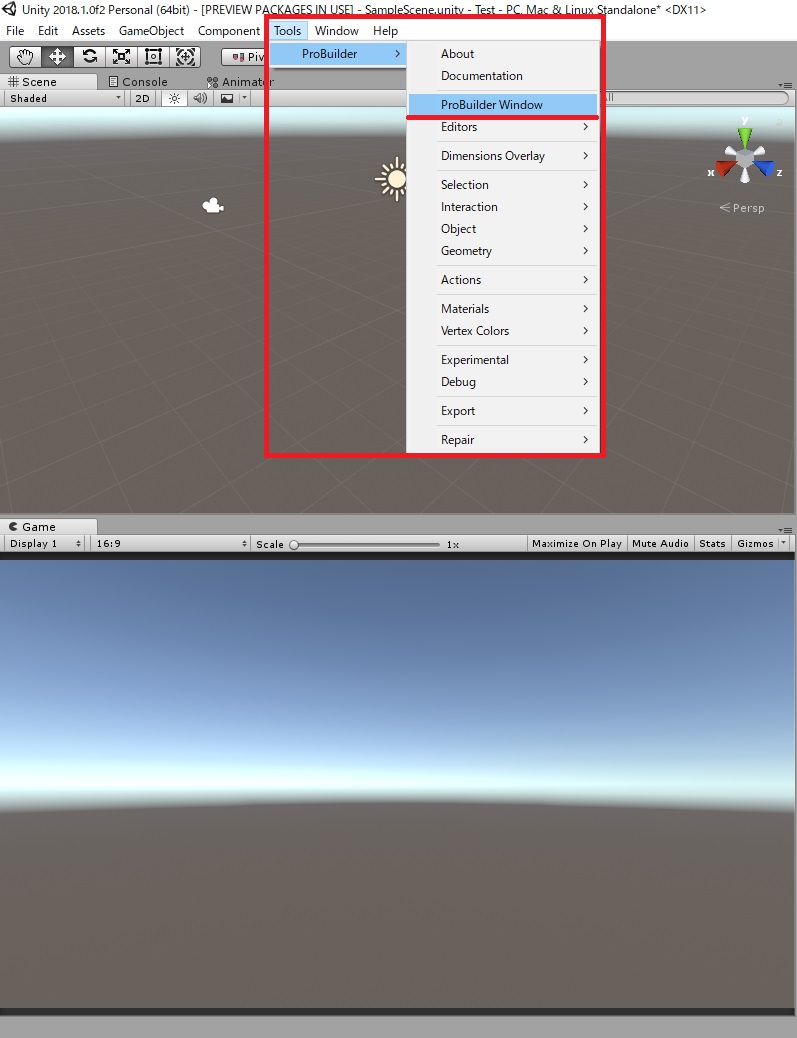 Unity 2018.1.0f2 Personal (64bit) - [PREVIEW PACKAGES IN USE] - SampleScene.unity - Test - PC, Mac & Linux Standalone* <DX11>
File Edit Assets GameObject Component Tools Window Help
Piv
ProBuilder
About
Documentation
ProBuilder Window
Editors
Dimensions Overlay
Selection
Interaction
Object
Geometry
Actions
Materials
Vertex Colors
Experimental
Debug
Export
Repair
Scene Console Animator
Shaded 2D
y
x z
Persp
Game
Display 1 16:9 Scale 1x Maximize On Play Mute Audio Stats Gizmos